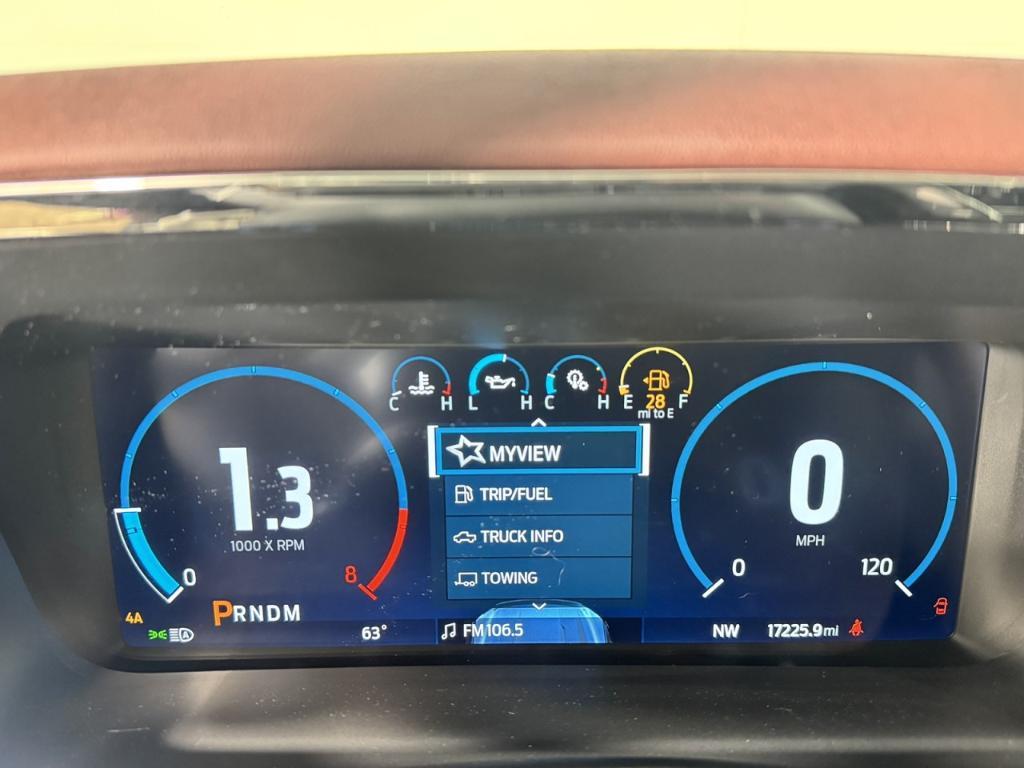 C H L H C H E 28 F
mi to E
MYVIEW
1.3
1000 X RPM
0 8
TRIP/FUEL
TRUCK INFO
TOWING
0
MPH
0 120
4A
PRNDM
A
63°
FM 106.5
NW 17225.9 mi